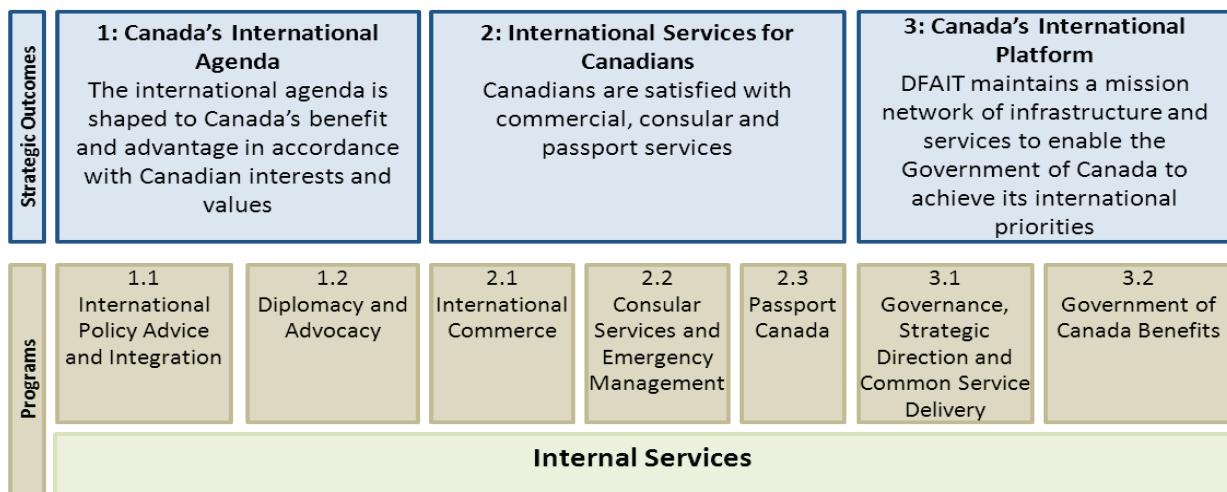 Strategic Outcomes
1: Canada’s International
Agenda
The international agenda is
shaped to Canada’s benefit
and advantage in accordance
with Canadian interests and
values
2: International Services for
Canadians
Canadians are satisfied with
commercial, consular and
passport services
3: Canada’s International
Platform
DFAIT maintains a mission
network of infrastructure and
services to enable the
Government of Canada to
achieve its international
priorities
Programs
1.1
International
Policy Advice
and Integration
1.2
Diplomacy and
Advocacy
2.1
International
Commerce
2.2
Consular
Services and
Emergency
Management
2.3
Passport
Canada
3.1
Governance,
Strategic
Direction and
Common Service
Delivery
3.2
Government of
Canada Benefits
Internal Services